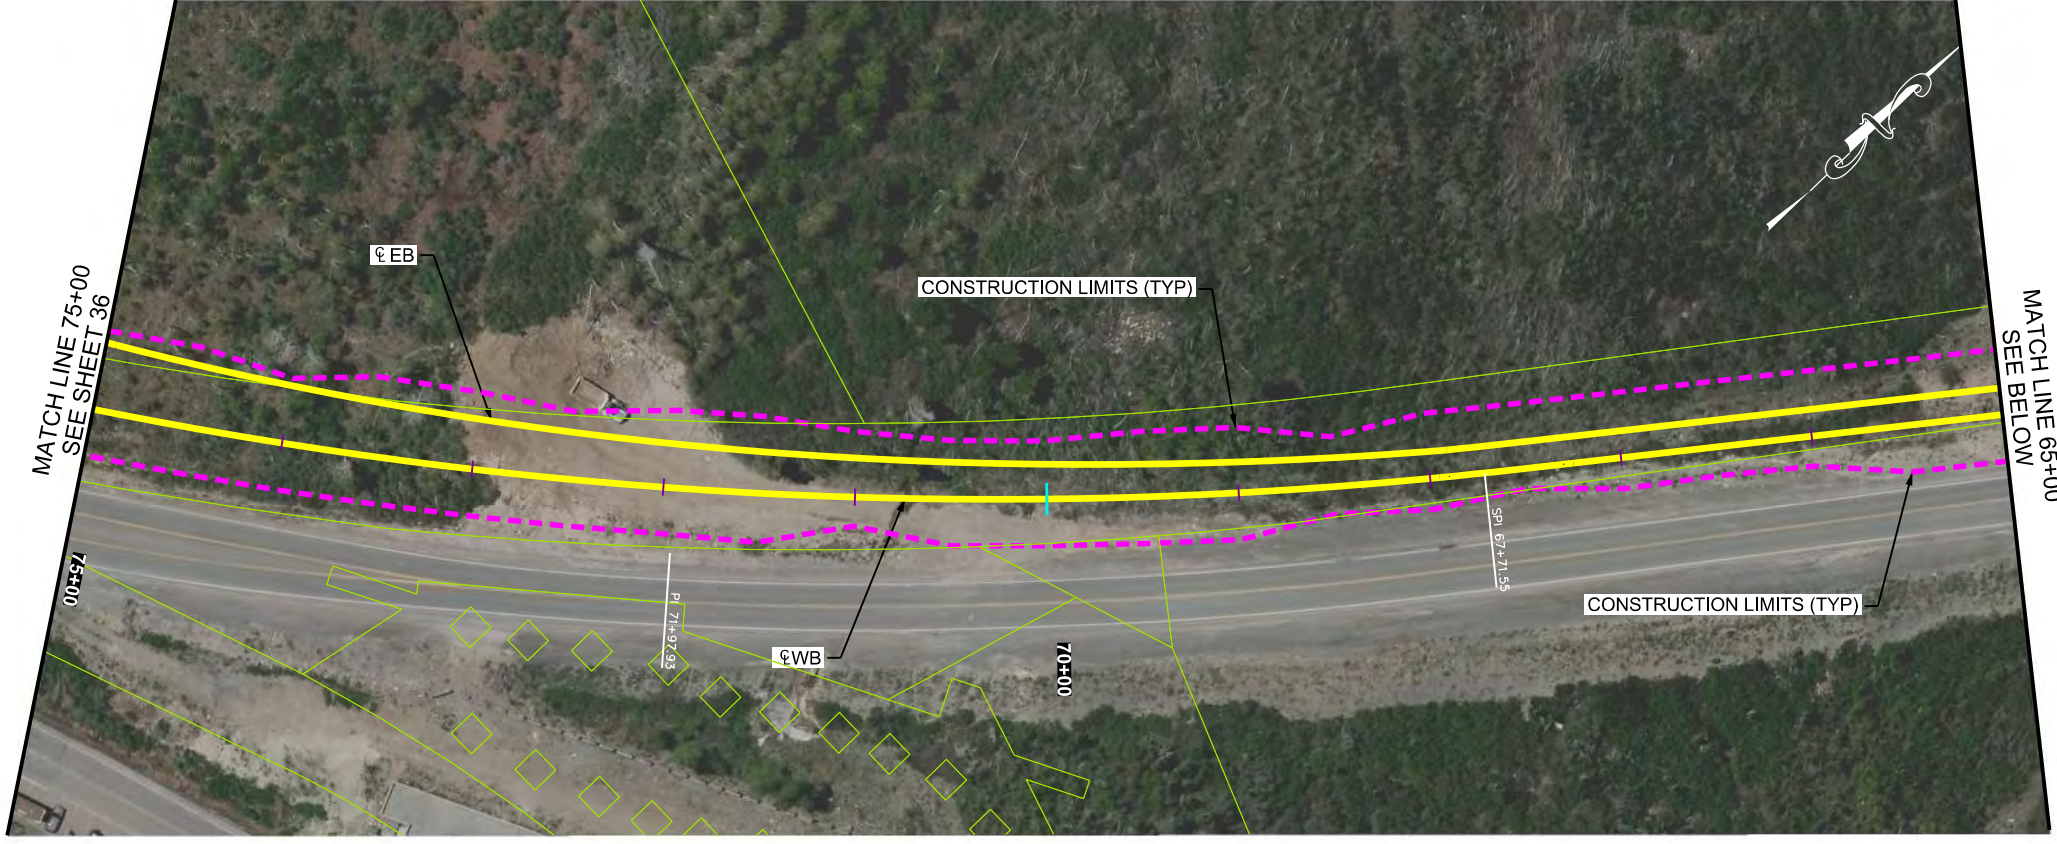 MATCH LINE 75+00
SEE SHEET 36
℄ EB
CONSTRUCTION LIMITS (TYP)
MATCH LINE 65+00
SEE BELOW
SPI 67+71.55
75+00
PI 71+97.93
℄ WB
70+00
CONSTRUCTION LIMITS (TYP)